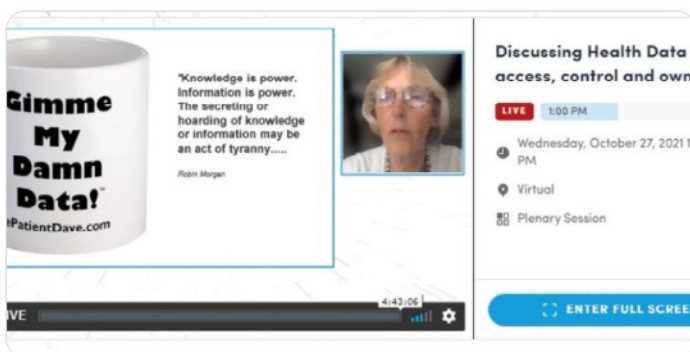 Gimme
My
Damn
Data!™
ePatientDave.com
"Knowledge is power.
Information is power.
The secreting or
hoarding of knowledge
or information may be
an act of tyranny.....
Robin Morgan
4:43:06
IVE
Discussing Health Data
access, control and own
LIVE 1:00 PM
Wednesday, October 27, 2021 1
PM
Virtual
Plenary Session
ENTER FULL SCREE